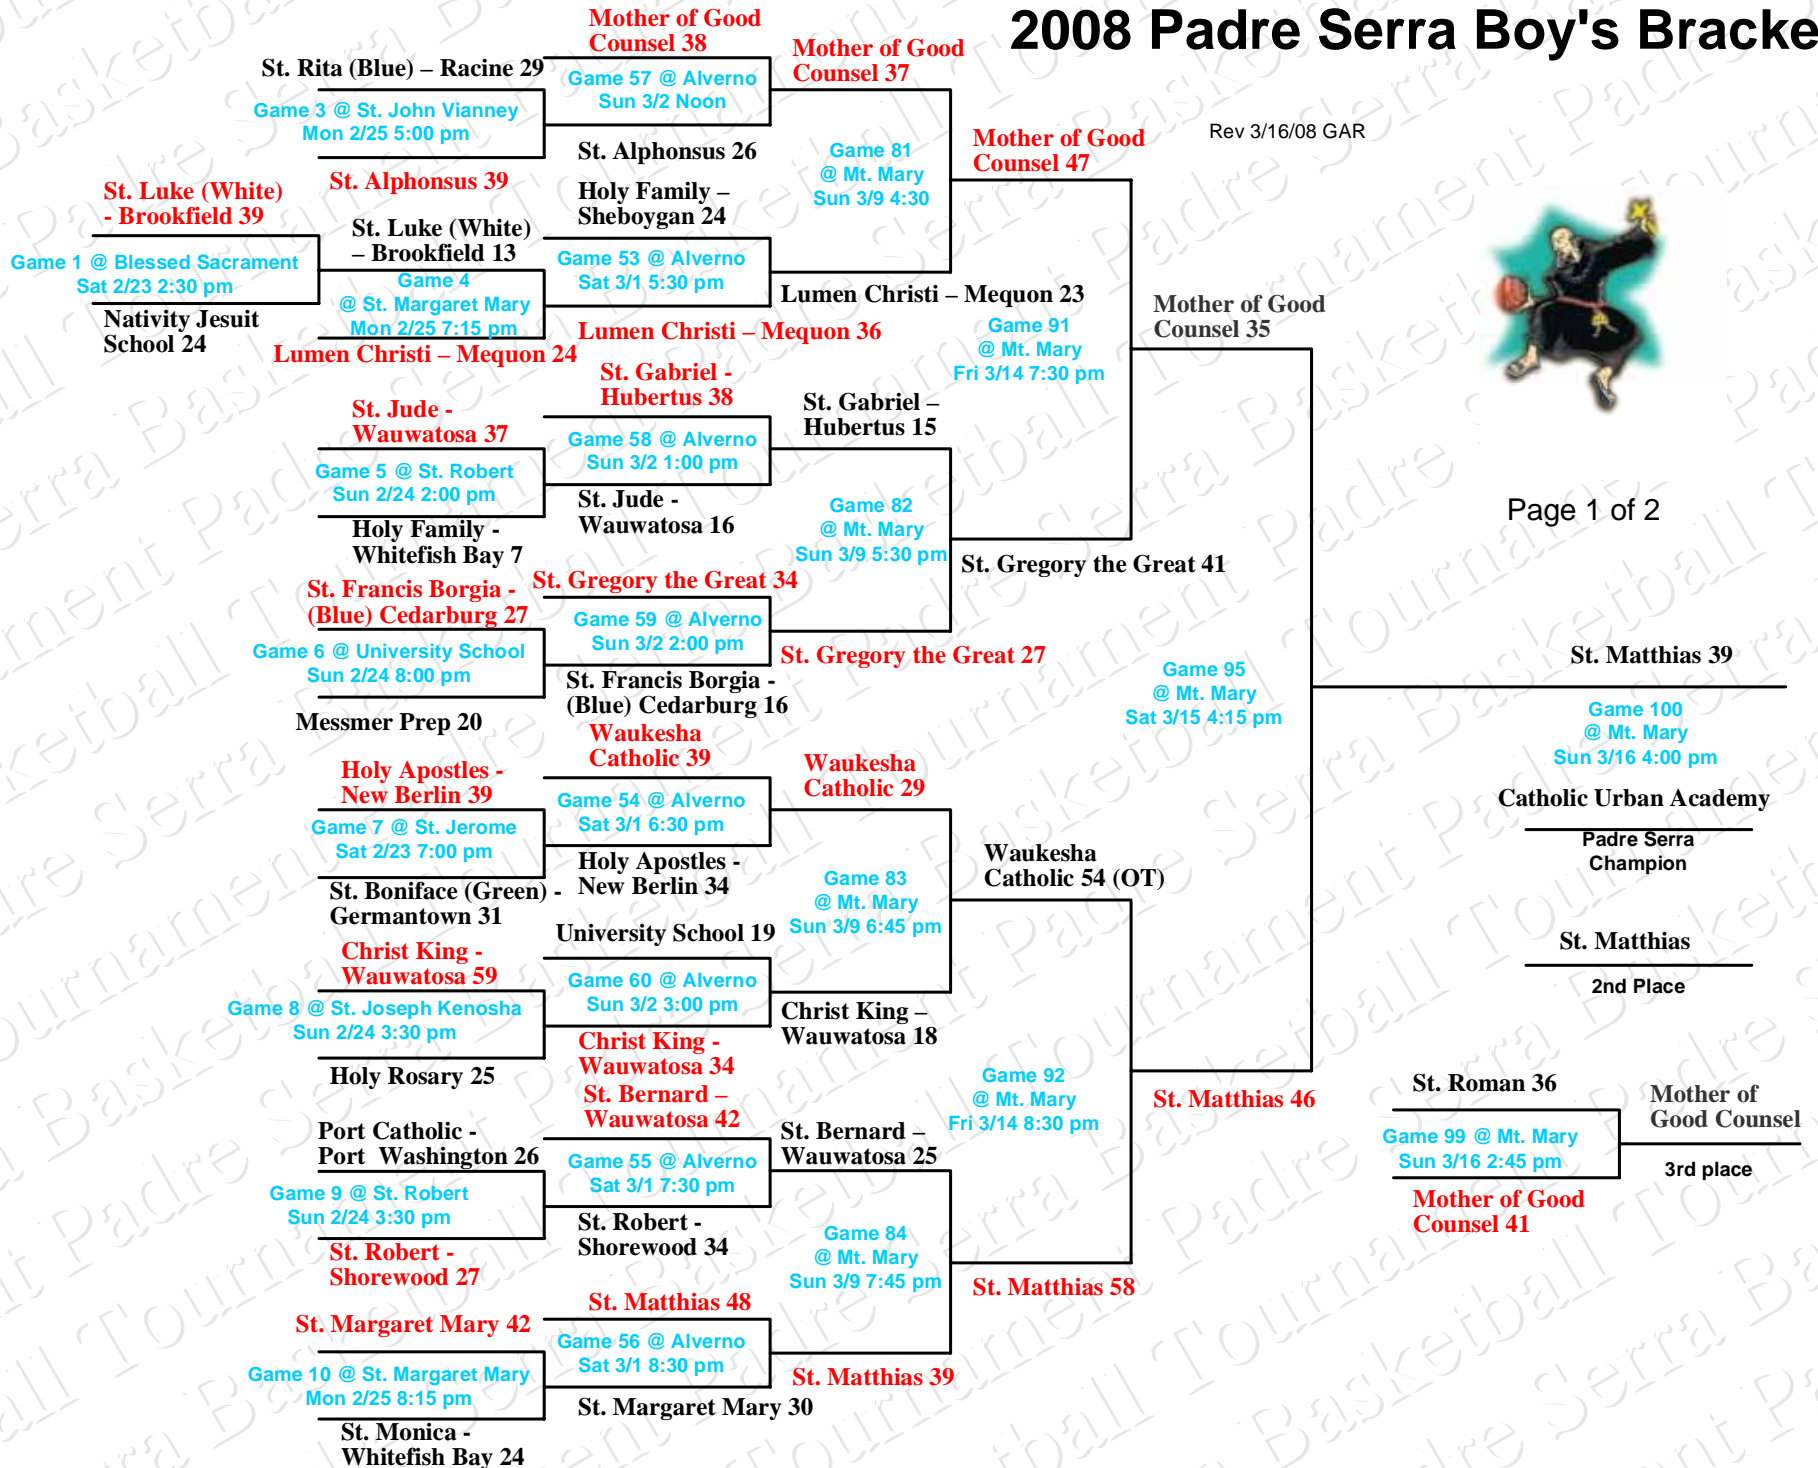 2008 Padre Serra Boy's Bracke
Rev 3/16/08 GAR
Page 1 of 2
St. Luke (White)
- Brookfield 39
Game 1 @ Blessed Sacrament
Sat 2/23 2:30 pm
Nativity Jesuit
School 24
St. Rita (Blue) – Racine 29
Game 3 @ St. John Vianney
Mon 2/25 5:00 pm
St. Alphonsus 39
St. Luke (White)
– Brookfield 13
Game 4
@ St. Margaret Mary
Mon 2/25 7:15 pm
Lumen Christi – Mequon 24
St. Jude -
Wauwatosa 37
Game 5 @ St. Robert
Sun 2/24 2:00 pm
Holy Family -
Whitefish Bay 7
St. Francis Borgia -
(Blue) Cedarburg 27
Game 6 @ University School
Sun 2/24 8:00 pm
Messmer Prep 20
Holy Apostles -
New Berlin 39
Game 7 @ St. Jerome
Sat 2/23 7:00 pm
St. Boniface (Green) -
Germantown 31
Christ King -
Wauwatosa 59
Game 8 @ St. Joseph Kenosha
Sun 2/24 3:30 pm
Holy Rosary 25
Port Catholic -
Port Washington 26
Game 9 @ St. Robert
Sun 2/24 3:30 pm
St. Robert -
Shorewood 27
St. Margaret Mary 42
Game 10 @ St. Margaret Mary
Mon 2/25 8:15 pm
St. Monica -
Whitefish Bay 24
Mother of Good
Counsel 38
Game 57 @ Alverno
Sun 3/2 Noon
St. Alphonsus 26
Holy Family –
Sheboygan 24
Game 53 @ Alverno
Sat 3/1 5:30 pm
Lumen Christi – Mequon 36
St. Gabriel -
Hubertus 38
Game 58 @ Alverno
Sun 3/2 1:00 pm
St. Jude -
Wauwatosa 16
St. Gregory the Great 34
Game 59 @ Alverno
Sun 3/2 2:00 pm
St. Francis Borgia -
(Blue) Cedarburg 16
Waukesha
Catholic 39
Game 54 @ Alverno
Sat 3/1 6:30 pm
Holy Apostles -
New Berlin 34
University School 19
Game 60 @ Alverno
Sun 3/2 3:00 pm
Christ King -
Wauwatosa 34
St. Bernard –
Wauwatosa 42
Game 55 @ Alverno
Sat 3/1 7:30 pm
St. Robert -
Shorewood 34
St. Matthias 48
Game 56 @ Alverno
Sat 3/1 8:30 pm
St. Margaret Mary 30
Mother of Good
Counsel 37
Game 81
@ Mt. Mary
Sun 3/9 4:30
Lumen Christi – Mequon 23
St. Gabriel –
Hubertus 15
Game 82
@ Mt. Mary
Sun 3/9 5:30 pm
St. Gregory the Great 27
Waukesha
Catholic 29
Game 83
@ Mt. Mary
Sun 3/9 6:45 pm
Christ King –
Wauwatosa 18
St. Bernard –
Wauwatosa 25
Game 84
@ Mt. Mary
Sun 3/9 7:45 pm
St. Matthias 39
Mother of Good
Counsel 47
Game 91
@ Mt. Mary
Fri 3/14 7:30 pm
St. Gregory the Great 41
Waukesha
Catholic 54 (OT)
Game 92
@ Mt. Mary
Fri 3/14 8:30 pm
St. Matthias 58
Mother of Good
Counsel 35
Game 95
@ Mt. Mary
Sat 3/15 4:15 pm
St. Matthias 46
St. Matthias 39
Game 100
@ Mt. Mary
Sun 3/16 4:00 pm
Catholic Urban Academy
Padre Serra
Champion
St. Matthias
2nd Place
St. Roman 36
Game 99 @ Mt. Mary
Sun 3/16 2:45 pm
Mother of Good
Counsel 41
Mother of
Good Counsel
3rd place